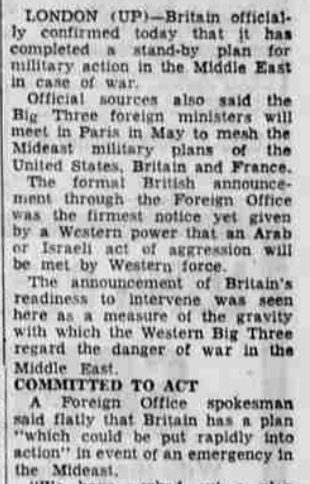 LONDON (UP)—Britain official-
ly confirmed today that it has
completed a stand-by plan for
military action in the Middle East
in case of war.
Official sources also said the
Big Three foreign ministers will
meet in Paris in May to mesh the
Mideast military plans of the
United States, Britain and France.
The formal British announce-
ment through the Foreign Office
was the firmest notice yet given
by a Western power that an Arab
or Israeli act of aggression will
be met by Western force.
The announcement of Britain's
readiness to intervene was seen
here as a measure of the gravity
with which the Western Big Three
regard the danger of war in the
Middle East.
COMMITTED TO ACT
A Foreign Office spokesman
said flatly that Britain has a plan
"which could be put rapidly into
action" in event of an emergency in
the Mideast.